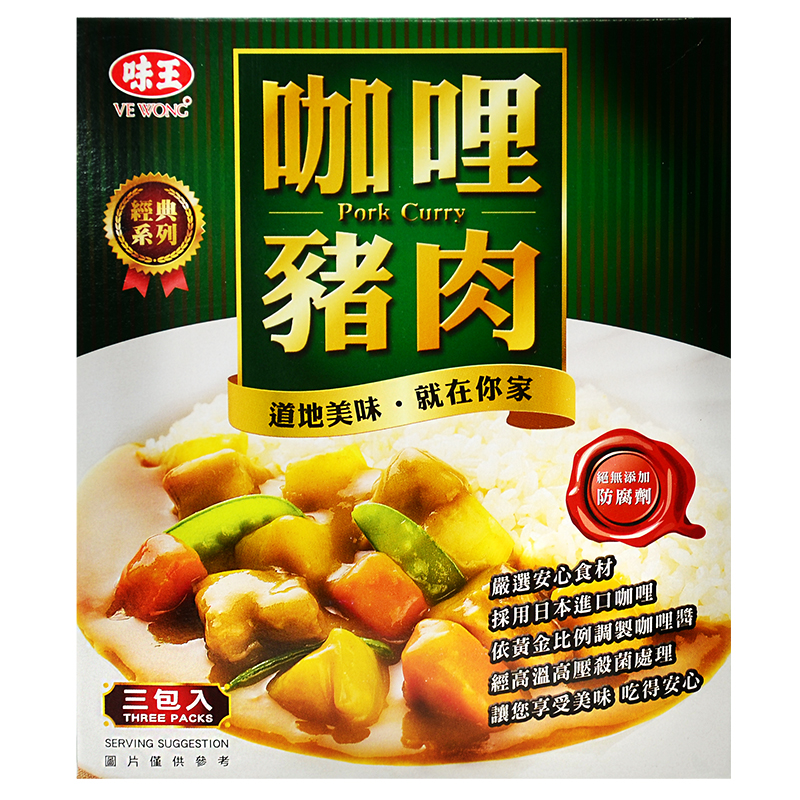 味王
VE WONG
經典
系列
咖哩
Pork Curry
豬肉
道地美味・就在你家
絕無添加
防腐劑
嚴選安心食材
採用日本進口咖哩
依黃金比例調製咖哩醬
經高溫高壓殺菌處理
讓您享受美味 吃得安心
三包入
THREE PACKS
SERVING SUGGESTION
圖片僅供參考